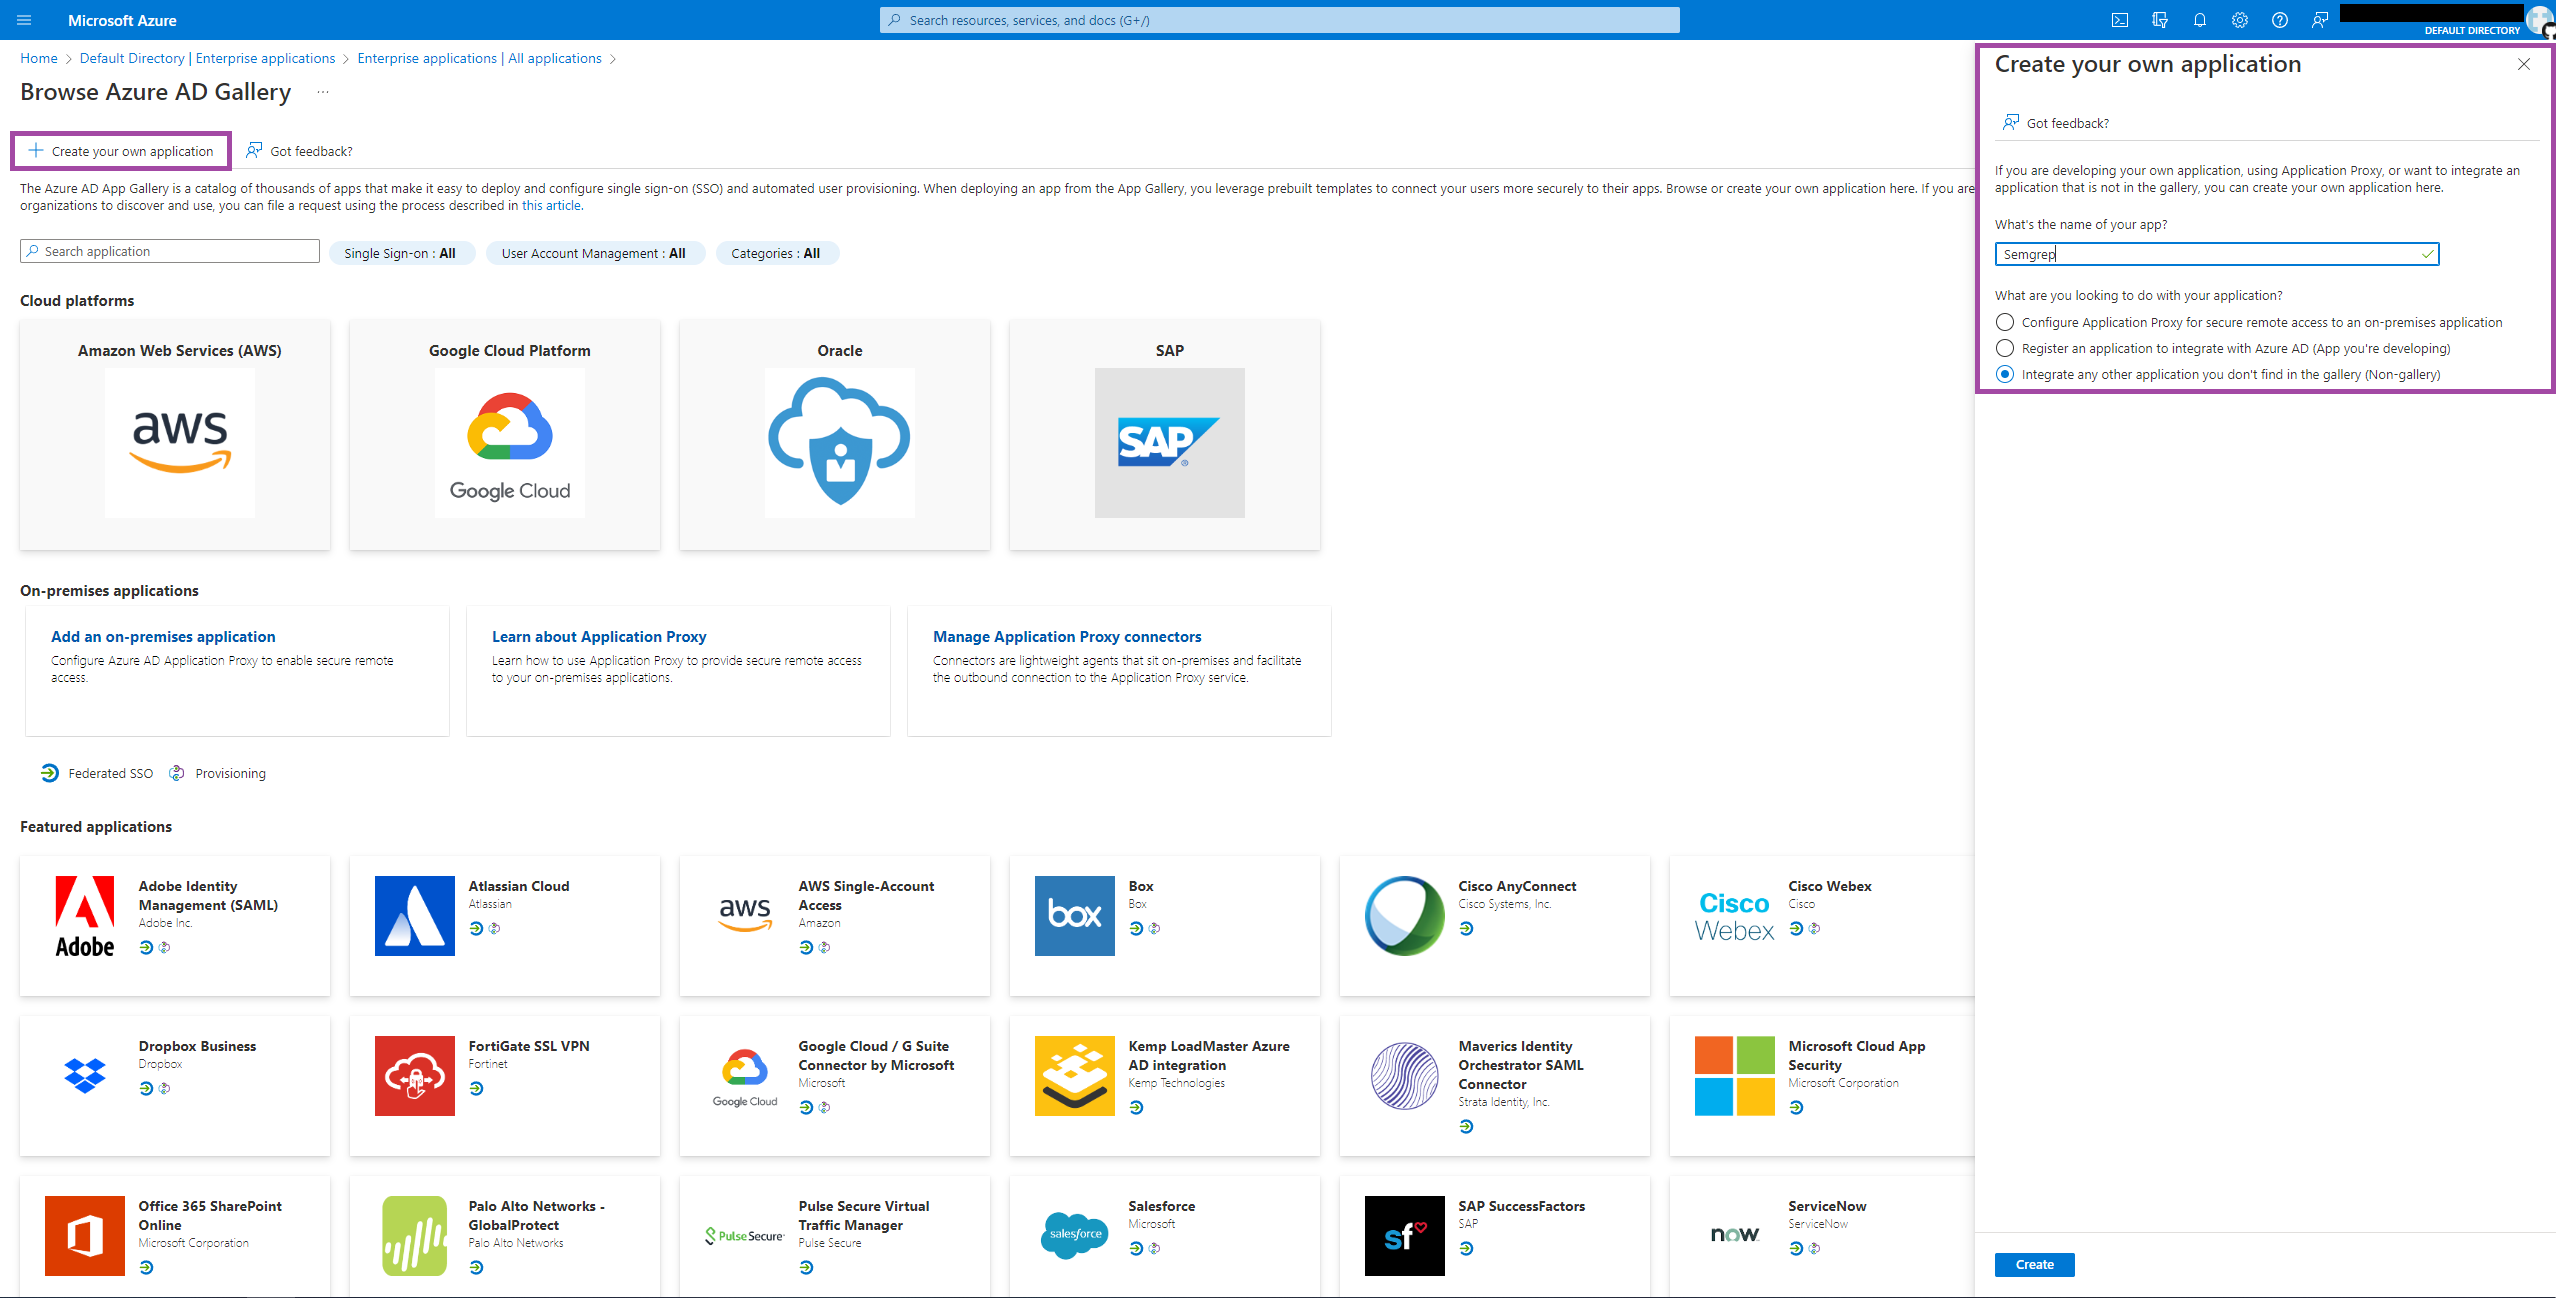 Microsoft Azure
Search resources, services, and docs (G+/)
DEFAULT DIRECTORY
Home > Default Directory | Enterprise applications > Enterprise applications | All applications >
Browse Azure AD Gallery ...
Create your own application
Got feedback?
The Azure AD App Gallery is a catalog of thousands of apps that make it easy to deploy and configure single sign-on (SSO) and automated user provisioning. When deploying an app from the App Gallery, you leverage prebuilt templates to connect your users more securely to their apps. Browse or create your own application here. If you are
organizations to discover and use, you can file a request using the process described in this article.
Search application
Single Sign-on : All
User Account Management : All
Categories : All
Cloud platforms
Amazon Web Services (AWS)
aws
Google Cloud Platform
Google Cloud
Oracle
SAP
SAP
®
On-premises applications
Add an on-premises application
Configure Azure AD Application Proxy to enable secure remote
access.
Learn about Application Proxy
Learn how to use Application Proxy to provide secure remote access
to your on-premises applications.
Manage Application Proxy connectors
Connectors are lightweight agents that sit on-premises and facilitate
the outbound connection to the Application Proxy service.
Federated SSO
Provisioning
Featured applications
Adobe
Adobe Identity
Management (SAML)
Adobe Inc.
Atlassian Cloud
Atlassian
aws
AWS Single-Account
Access
Amazon
box
Box
Box
Cisco AnyConnect
Cisco Systems, Inc.
Cisco
Webex
Cisco Webex
Cisco
Dropbox Business
Dropbox
FortiGate SSL VPN
Fortinet
Google Cloud
Google Cloud / G Suite
Connector by Microsoft
Microsoft
Kemp LoadMaster Azure
AD integration
Kemp Technologies
Maverics Identity
Orchestrator SAML
Connector
Strata Identity, Inc.
Microsoft Cloud App
Security
Microsoft Corporation
Office 365 SharePoint
Online
Microsoft Corporation
Palo Alto Networks -
GlobalProtect
Palo Alto Networks
Pulse Secure
Pulse Secure Virtual
Traffic Manager
Pulse Secure
salesforce
Salesforce
Microsoft
sf
SAP SuccessFactors
SAP
now
ServiceNow
ServiceNow
Create your own application
Got feedback?
If you are developing your own application, using Application Proxy, or want to integrate an
application that is not in the gallery, you can create your own application here.
What's the name of your app?
Semgrep
What are you looking to do with your application?
Configure Application Proxy for secure remote access to an on-premises application
Register an application to integrate with Azure AD (App you're developing)
Integrate any other application you don't find in the gallery (Non-gallery)
Create